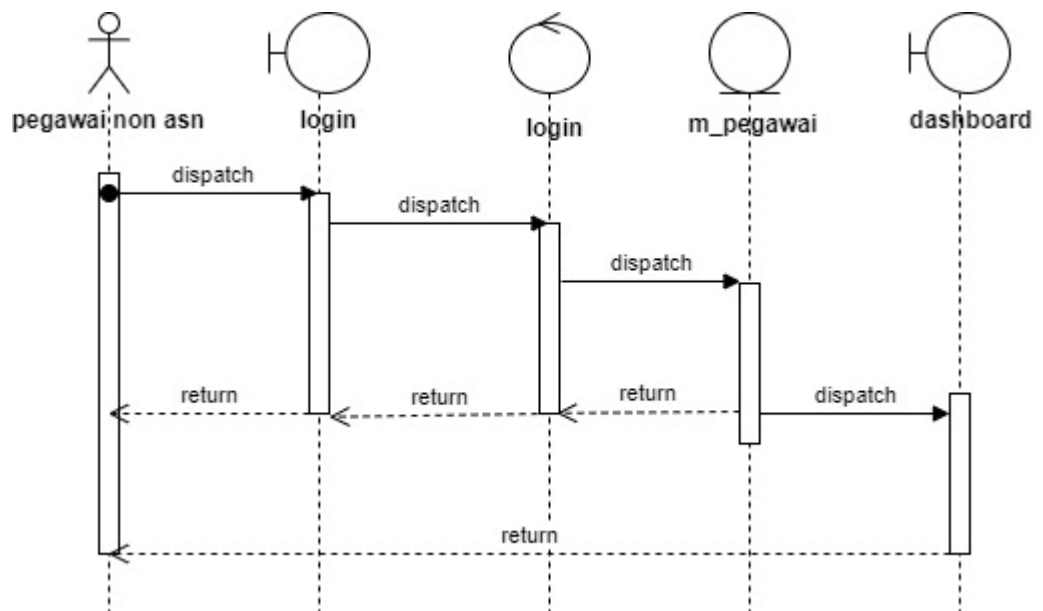 pegawai non asn
login
login
m_pegawai
dashboard
dispatch
dispatch
dispatch
return
return
return
dispatch
return